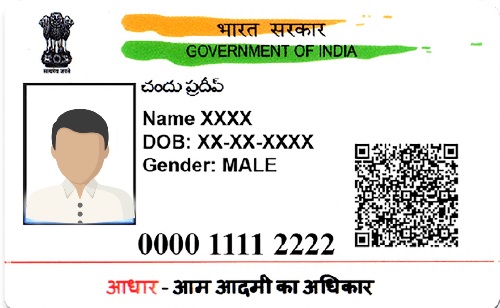 भारत सरकार
GOVERNMENT OF INDIA
सत्यमेव जयते
చందు ప్రదీప్
Name XXXX
DOB: XX-XX-XXXX
Gender: MALE
0000 1111 2222
आधार - आम आदमी का अधिकार